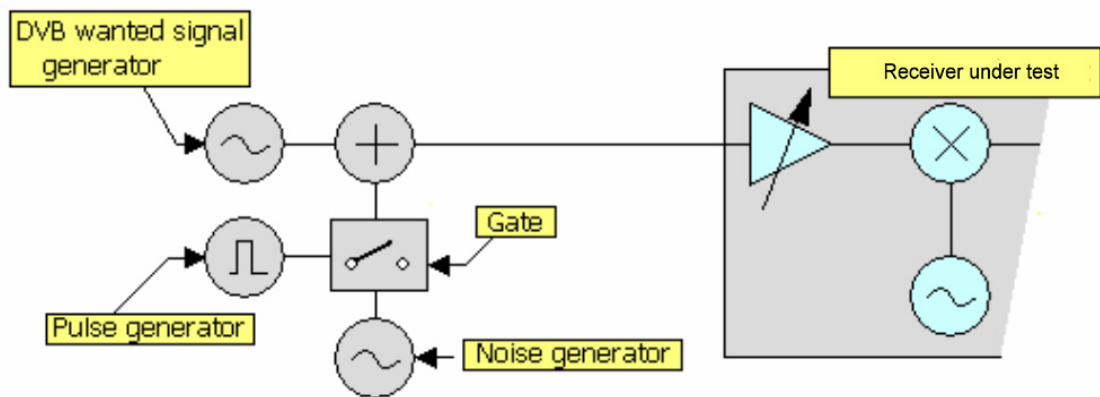 DVB wanted signal
generator
Receiver under test
Gate
Pulse generator
Noise generator